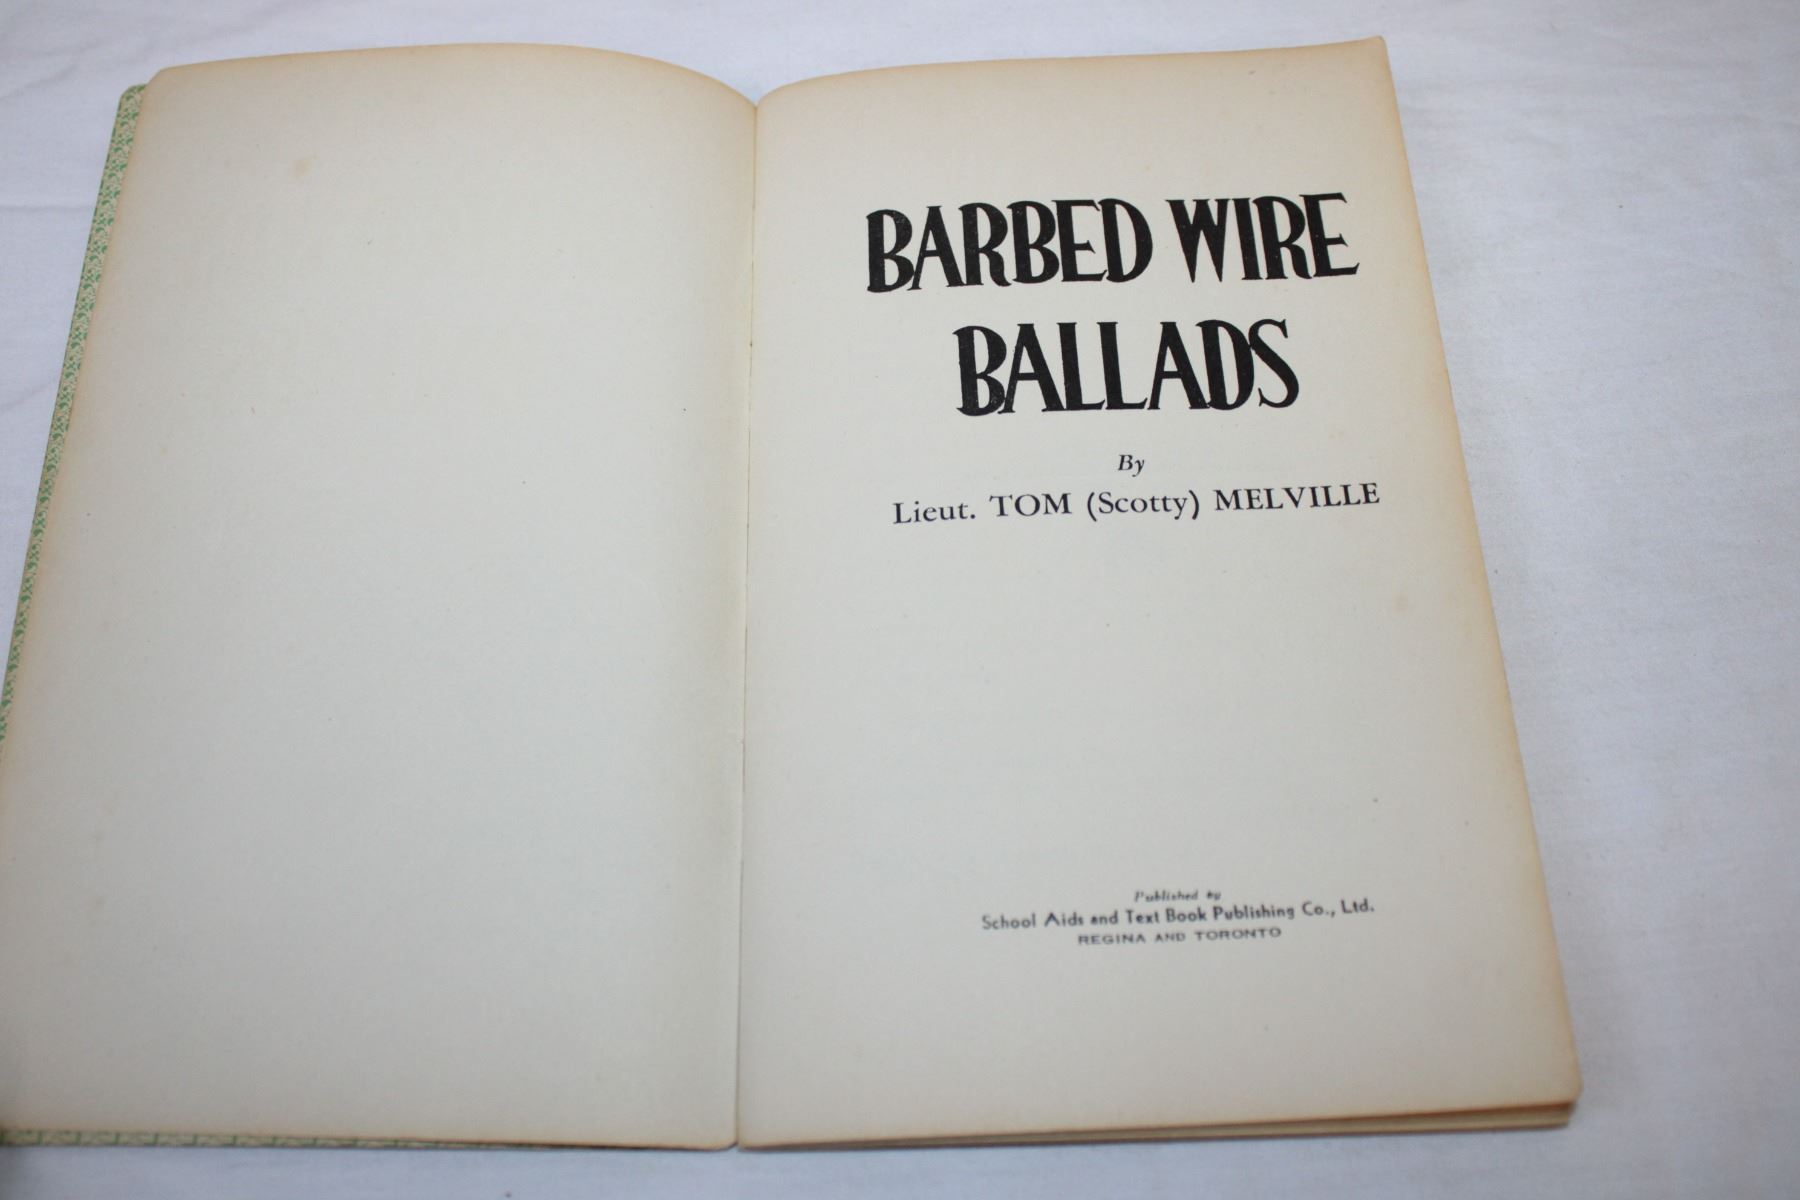 BARBED WIRE
BALLADS
By
Lieut. TOM (Scotty) MELVILLE
Published by
School Aids and Text Book Publishing Co., Ltd.
REGINA AND TORONTO